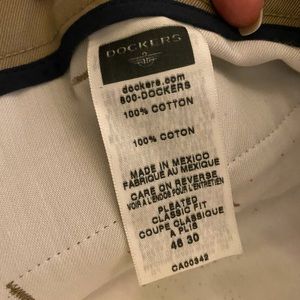 DOCKERS
dockers.com
800-DOCKERS
100% COTTON
100% COTON
MADE IN MEXICO
FABRIQUE AU MEXIQUE
CARE ON REVERSE
VOIR A L'ENDOS POUR L'ENTRETIEN
PLEATED
CLASSIC FIT
COUPE CLASSIQUE
A PLIS
46 30
CA00342